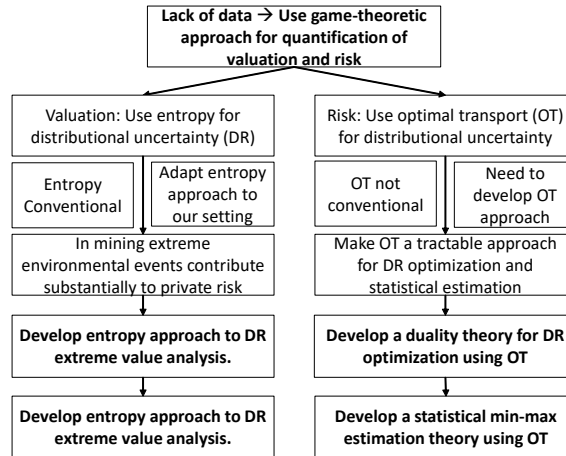 Lack of data → Use game-theoretic
approach for quantification of
valuation and risk
Valuation: Use entropy for
distributional uncertainty (DR)
Risk: Use optimal transport (OT)
for distributional uncertainty
Entropy
Conventional
Adapt entropy
approach to
our setting
OT not
conventional
Need to
develop OT
approach
In mining extreme
environmental events contribute
substantially to private risk
Make OT a tractable approach
for DR optimization and
statistical estimation
Develop entropy approach to DR
extreme value analysis.
Develop a duality theory for DR
optimization using OT
Develop entropy approach to DR
extreme value analysis.
Develop a statistical min-max
estimation theory using OT